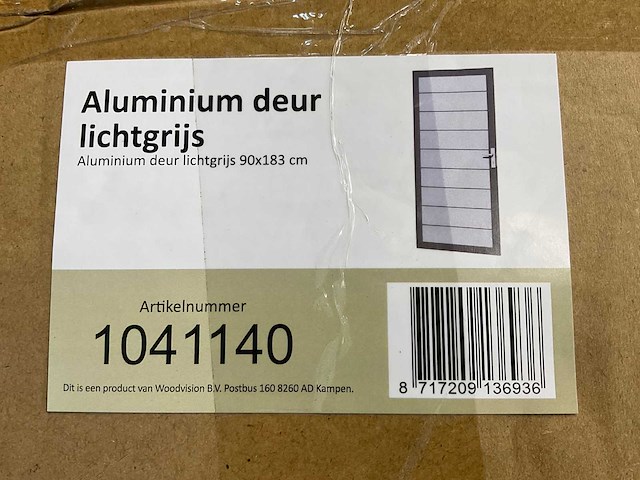 Aluminium deur
lichtgrijs
Aluminium deur lichtgrijs 90x183 cm
Artikelnummer
1041140
Dit is een product van Woodvision B.V. Postbus 160 8260 AD Kampen.
8 717209 136936